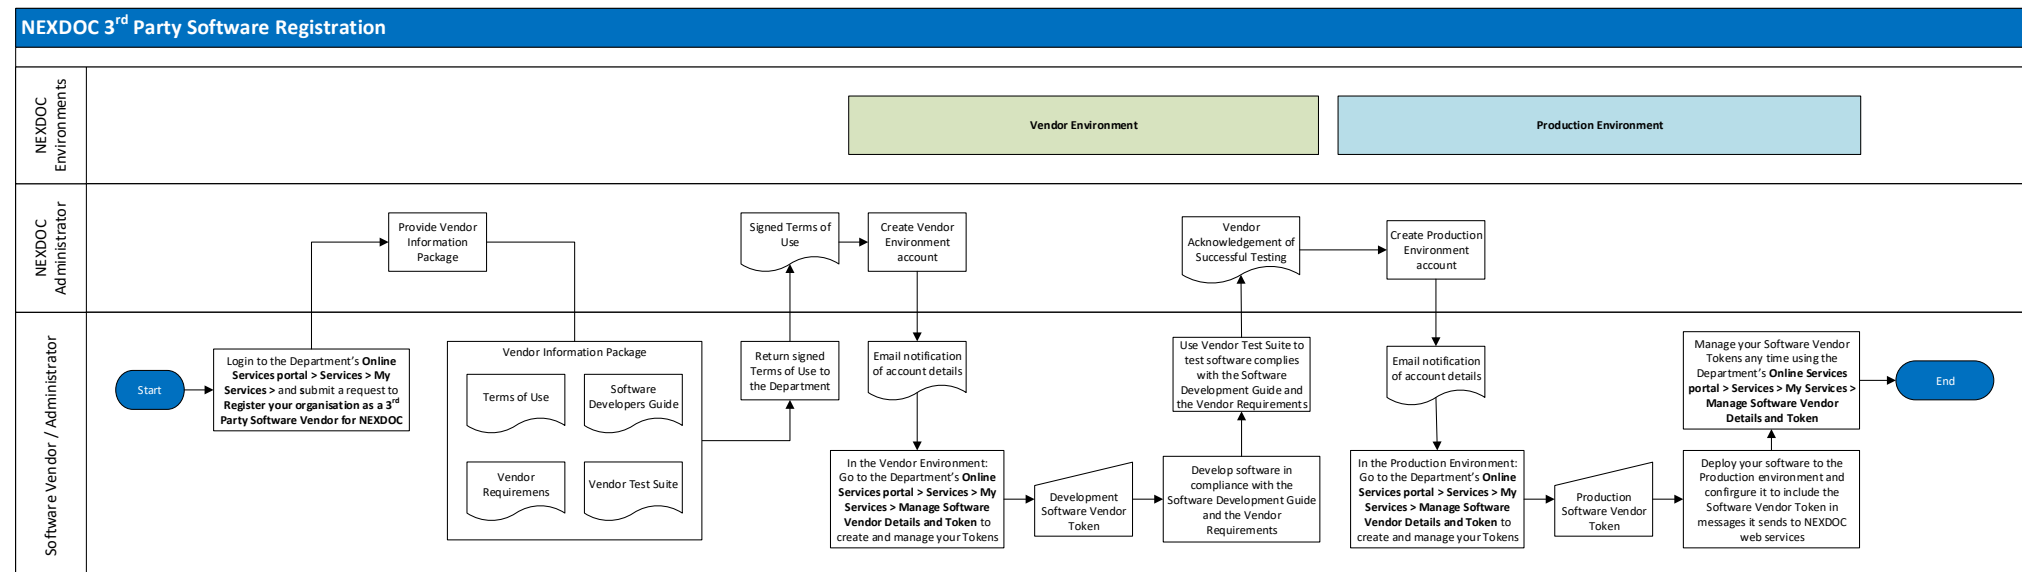 NEXDOC 3rd Party Software Registration
NEXDOC
Environments
Vendor Environment
Production Environment
NEXDOC
Administrator
Provide Vendor
Information
Package
Signed Terms of
Use
Create Vendor
Environment
account
Vendor
Acknowledgement of
Successful Testing
Create Production
Environment
account
Software Vendor / Administrator
Start
Login to the Department's Online
Services portal > Services > My
Services > and submit a request to
Register your organisation as a 3rd
Party Software Vendor for NEXDOC
Vendor Information Package
Terms of Use
Software
Developers Guide
Vendor
Requiremens
Vendor Test Suite
Return signed
Terms of Use to
the Department
Email notification
of account details
In the Vendor Environment:
Go to the Department's Online
Services portal > Services > My
Services > Manage Software
Vendor Details and Token to
create and manage your Tokens
Development
Software Vendor
Token
Develop software in
compliance with the
Software Development Guide
and the Vendor
Requirements
Use Vendor Test Suite to
test software complies
with the Software
Development Guide and
the Vendor Requirements
Email notification
of account details
In the Production Environment:
Go to the Department's Online
Services portal > Services > My
Services > Manage Software
Vendor Details and Token to
create and manage your Tokens
Production
Software Vendor
Token
Deploy your software to the
Production environment and
confirgure it to include the
Software Vendor Token in
messages it sends to NEXDOC
web services
Manage your Software Vendor
Tokens any time using the
Department's Online Services
portal > Services > My Services >
Manage Software Vendor
Details and Token
End